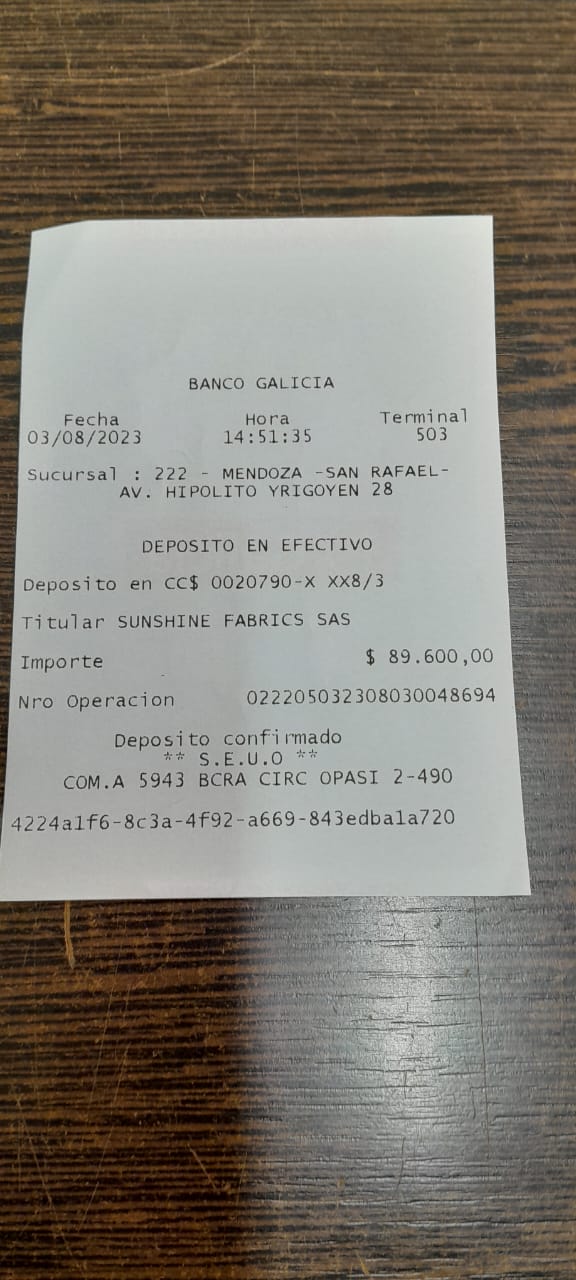 BANCO GALICIA
Fecha Hora Terminal
03/08/2023 14:51:35 503
Sucursal : 222 - MENDOZA -SAN RAFAEL-
AV. HIPOLITO YRIGOYEN 28
DEPOSITO EN EFECTIVO
Deposito en CC$ 0020790-X XX8/3
Titular SUNSHINE FABRICS SAS
Importe $ 89.600,00
Nro Operacion 022205032308030048694
Deposito confirmado
** S.E.U.O **
COM.A 5943 BCRA CIRC OPASI 2-490
4224a1f6-8c3a-4f92-a669-843edba1a720